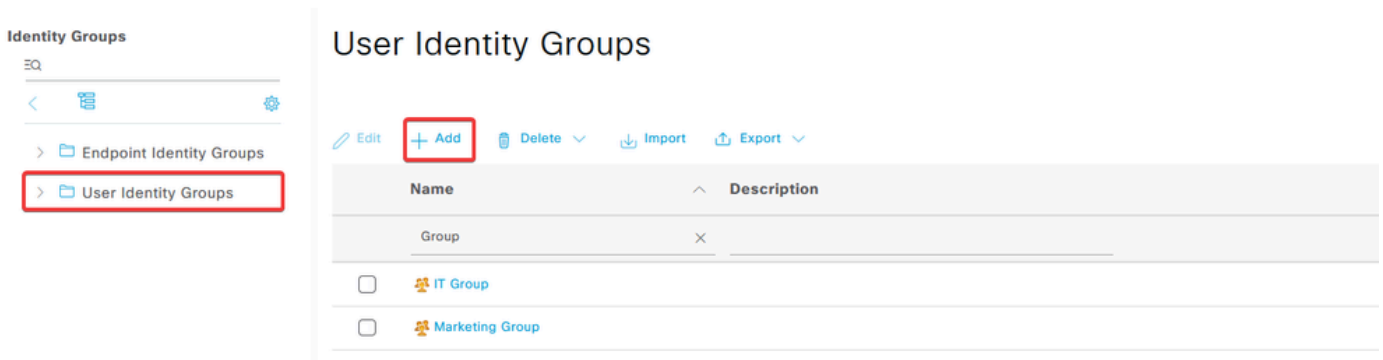 Identity Groups
User Identity Groups
Edit
Add
Delete
Import
Export
Endpoint Identity Groups
User Identity Groups
Name
Description
Group
IT Group
Marketing Group